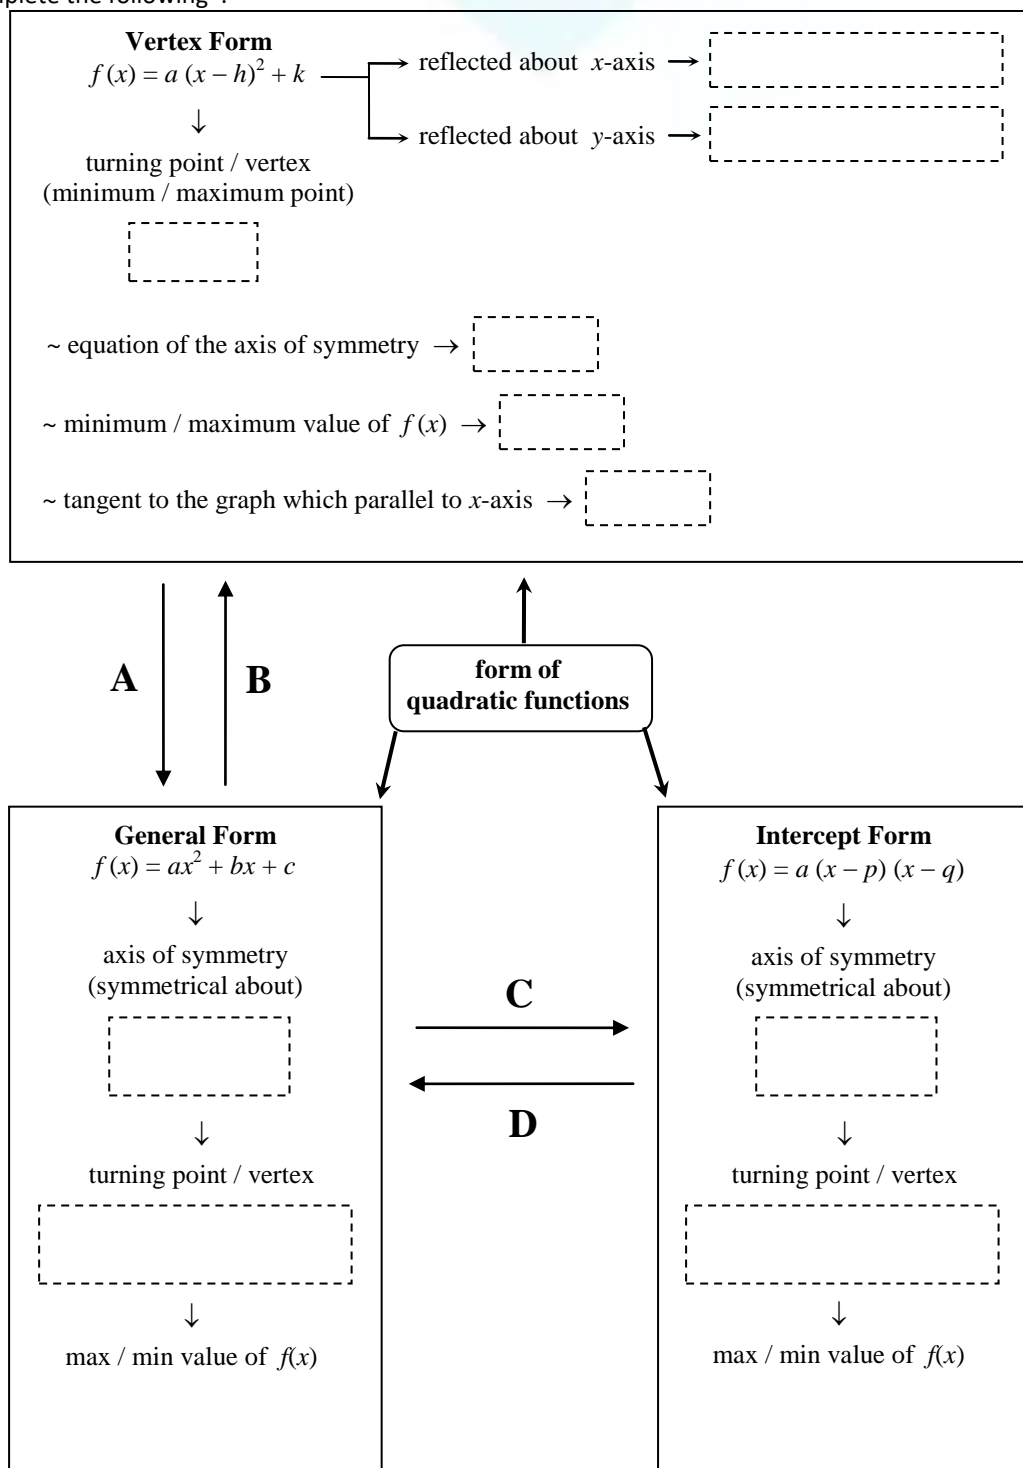 plete the following :
Vertex Form
f(x) = a (x − h)² + k
reflected about x-axis →
reflected about y-axis →
↓
turning point / vertex
(minimum / maximum point)
~ equation of the axis of symmetry →
~ minimum / maximum value of f(x) →
~ tangent to the graph which parallel to x-axis →
A
B
form of
quadratic functions
General Form
f(x) = ax² + bx + c
↓
axis of symmetry
(symmetrical about)
↓
turning point / vertex
↓
max / min value of f(x)
C
D
Intercept Form
f(x) = a (x − p) (x − q)
↓
axis of symmetry
(symmetrical about)
↓
turning point / vertex
↓
max / min value of f(x)